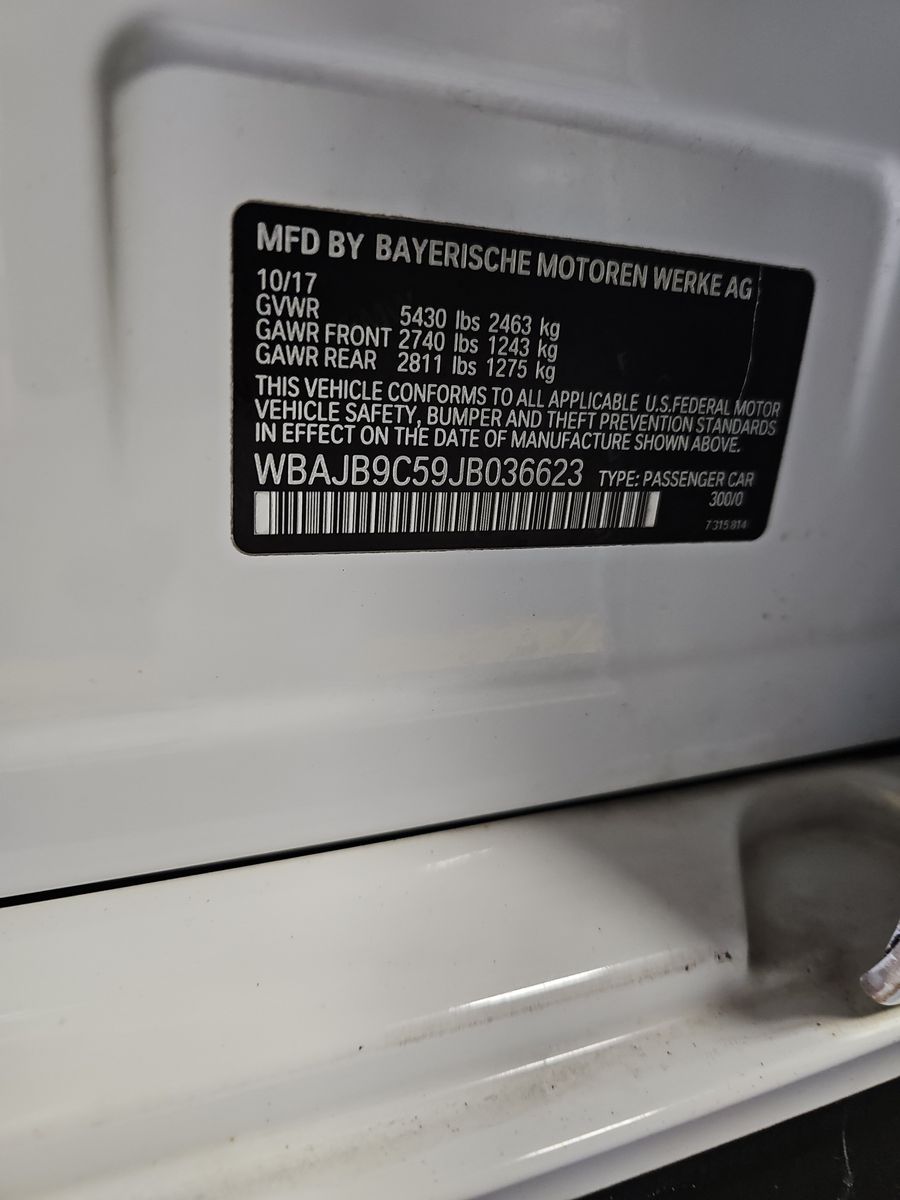 MFD BY BAYERISCHE MOTOREN WERKE AG
10/17
GVWR 5430 lbs 2463 kg
GAWR FRONT 2740 lbs 1243 kg
GAWR REAR 2811 lbs 1275 kg
THIS VEHICLE CONFORMS TO ALL APPLICABLE U.S.FEDERAL MOTOR
VEHICLE SAFETY, BUMPER AND THEFT PREVENTION STANDARDS
IN EFFECT ON THE DATE OF MANUFACTURE SHOWN ABOVE.
WBAJB9C59JB036623 TYPE: PASSENGER CAR
300/0
7 315 814